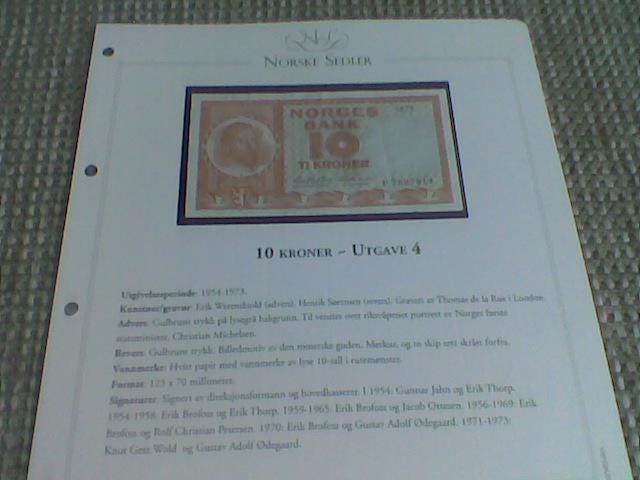 NORSKE SEDLER
NORGES
BANK
10
TI KRONER
10 KRONER - UTGAVE 4
Utgivelsesperiode: 1954-1973.
Kunstner/gravør: Erik Werenskiold (advers). Henrik Sørensen (revers). Gravert av Thomas de la Rue i London.
Advers: Gulbrunt trykk på lysegrå bakgrunn. Til venstre over riksvåpenet portrett av Norges første
statsminister, Christian Michelsen.
Revers: Gulbrunt trykk. Billedmotiv av den romerske guden, Merkur, og to skip sett skrått forfra.
Vannmerke: Hvitt papir med vannmerke av lyse 10-tall i rutemønster.
Format: 125 x 70 millimeter.
Signaturer: Signert av direksjonsformann og hovedkasserer. I 1954: Gunnar Jahn og Erik Thorp.
1954-1958: Erik Brofoss og Erik Thorp. 1959-1965: Erik Brofoss og Jacob Ottesen. 1956-1969: Erik
Brofoss og Rolf Christian Petersen. 1970: Erik Brofoss og Gustav Adolf Ødegaard. 1971-1973:
Knut Getz Wold og Gustav Adolf Ødegaard.